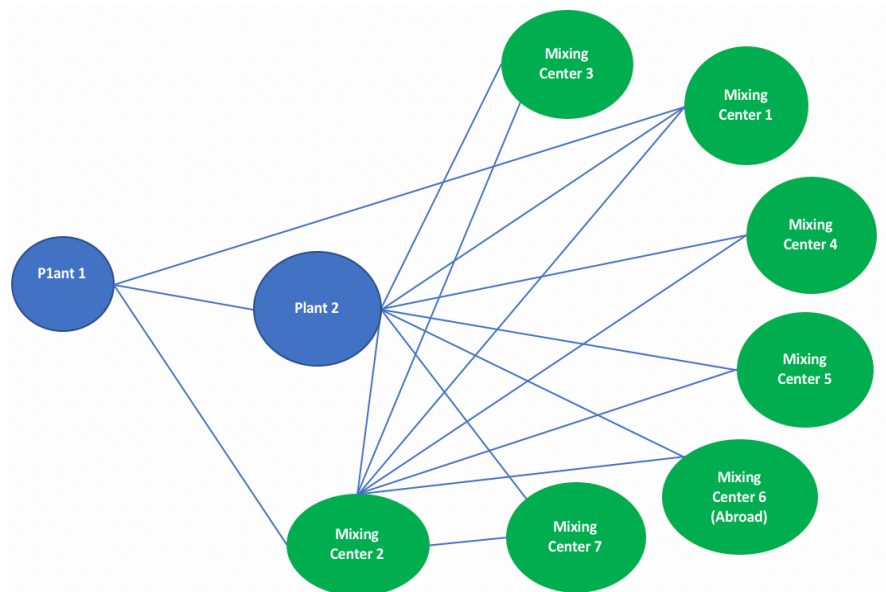 Mixing
Center 3
Mixing
Center 1
Mixing
Center 4
P1ant 1
Plant 2
Mixing
Center 5
Mixing
Center 6
(Abroad)
Mixing
Center 2
Mixing
Center 7